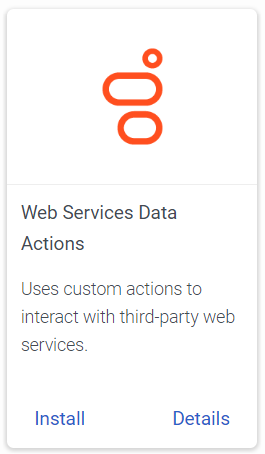 Web Services Data
Actions
Uses custom actions to
interact with third-party web
services.
Install
Details